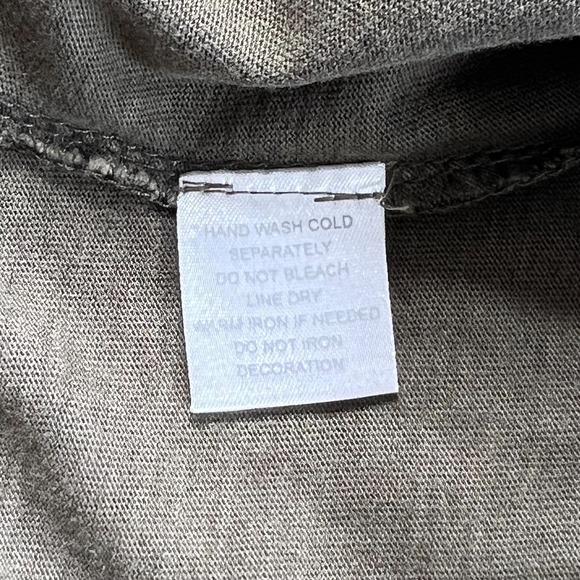 HAND WASH COLD
SEPARATELY
DO NOT BLEACH
LINE DRY
WARM IRON IF NEEDED
DO NOT IRON
DECORATION